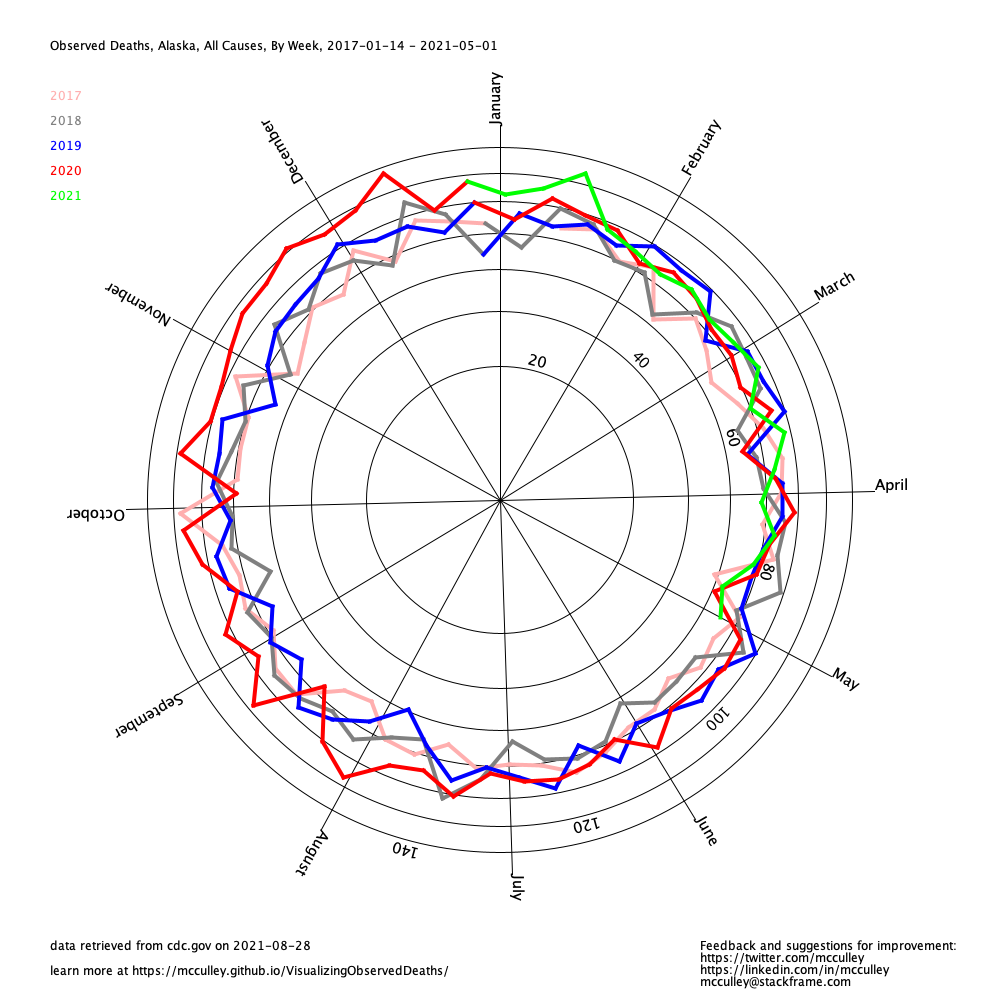 Observed Deaths, Alaska, All Causes, By Week, 2017-01-14 - 2021-05-01
2017
2018
2019
2020
2021
January
February
March
April
May
June
July
August
September
October
November
December
20
40
60
80
100
120
140
data retrieved from cdc.gov on 2021-08-28
learn more at https://mcculley.github.io/VisualizingObservedDeaths/
Feedback and suggestions for improvement:
https://twitter.com/mcculley
https://linkedin.com/in/mcculley
mcculley@stackframe.com